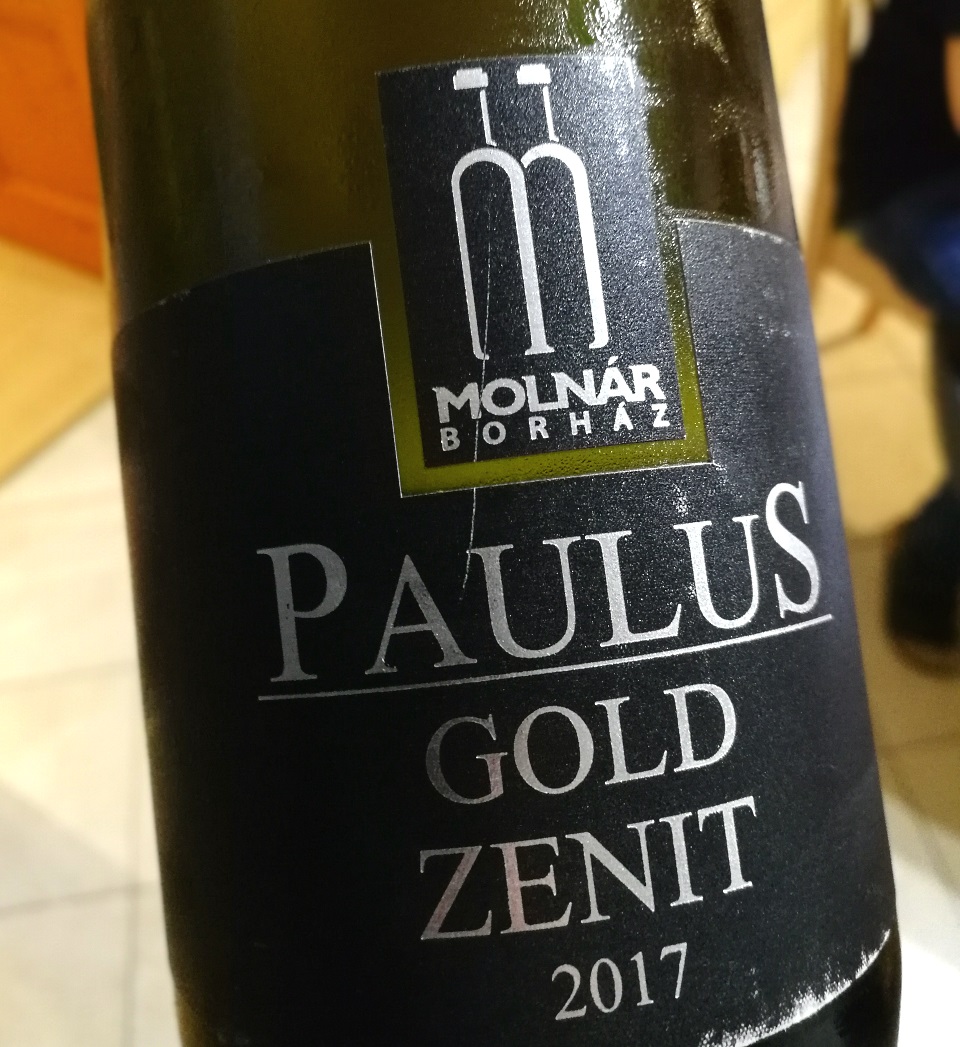 MOLNÁR
BORHÁZ
PAULUS
GOLD
ZENIT
2017